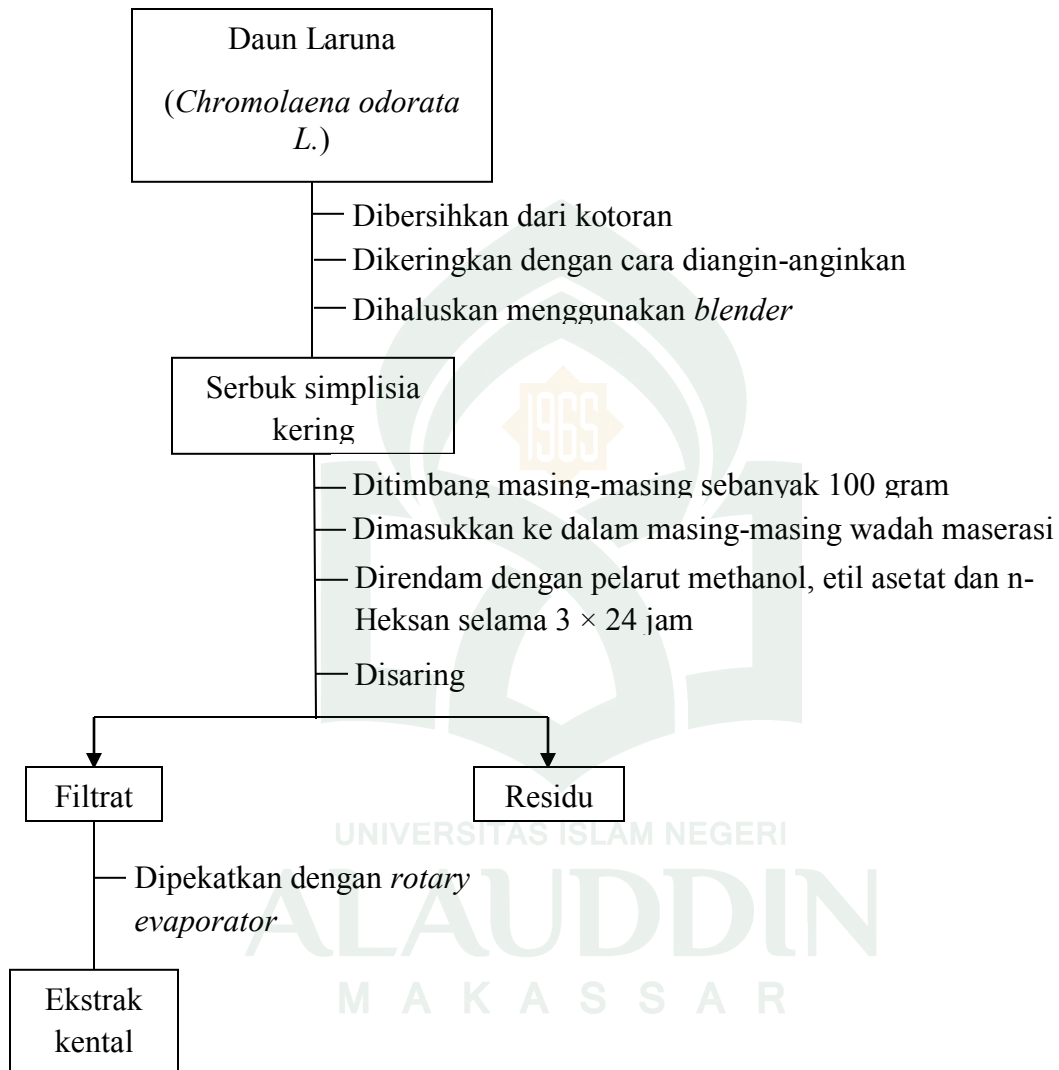 Daun Laruna
(Chromolaena odorata
L.)
Dibersihkan dari kotoran
Dikeringkan dengan cara diangin-anginkan
Dihaluskan menggunakan blender
Serbuk simplisia
kering
1965
Ditimbang masing-masing sebanyak 100 gram
Dimasukkan ke dalam masing-masing wadah maserasi
Direndam dengan pelarut methanol, etil asetat dan n-
Heksan selama 3 × 24 jam
Disaring
Filtrat
Residu
UNIVERSITAS ISLAM NEGERI
ALAUDDIN
MAKASSAR
Dipekatkan dengan rotary
evaporator
Ekstrak
kental